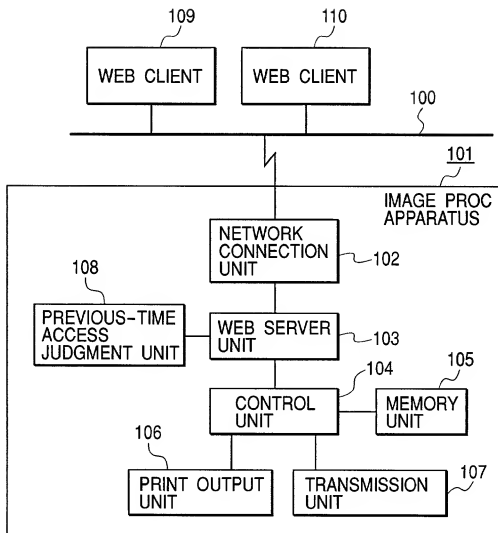 109
110
WEB CLIENT
WEB CLIENT
100
101
IMAGE PROC
APPARATUS
NETWORK
CONNECTION
UNIT
102
108
PREVIOUS-TIME
ACCESS
JUDGMENT UNIT
WEB SERVER
UNIT
103
104
105
CONTROL
UNIT
MEMORY
UNIT
106
PRINT OUTPUT
UNIT
TRANSMISSION
UNIT
107